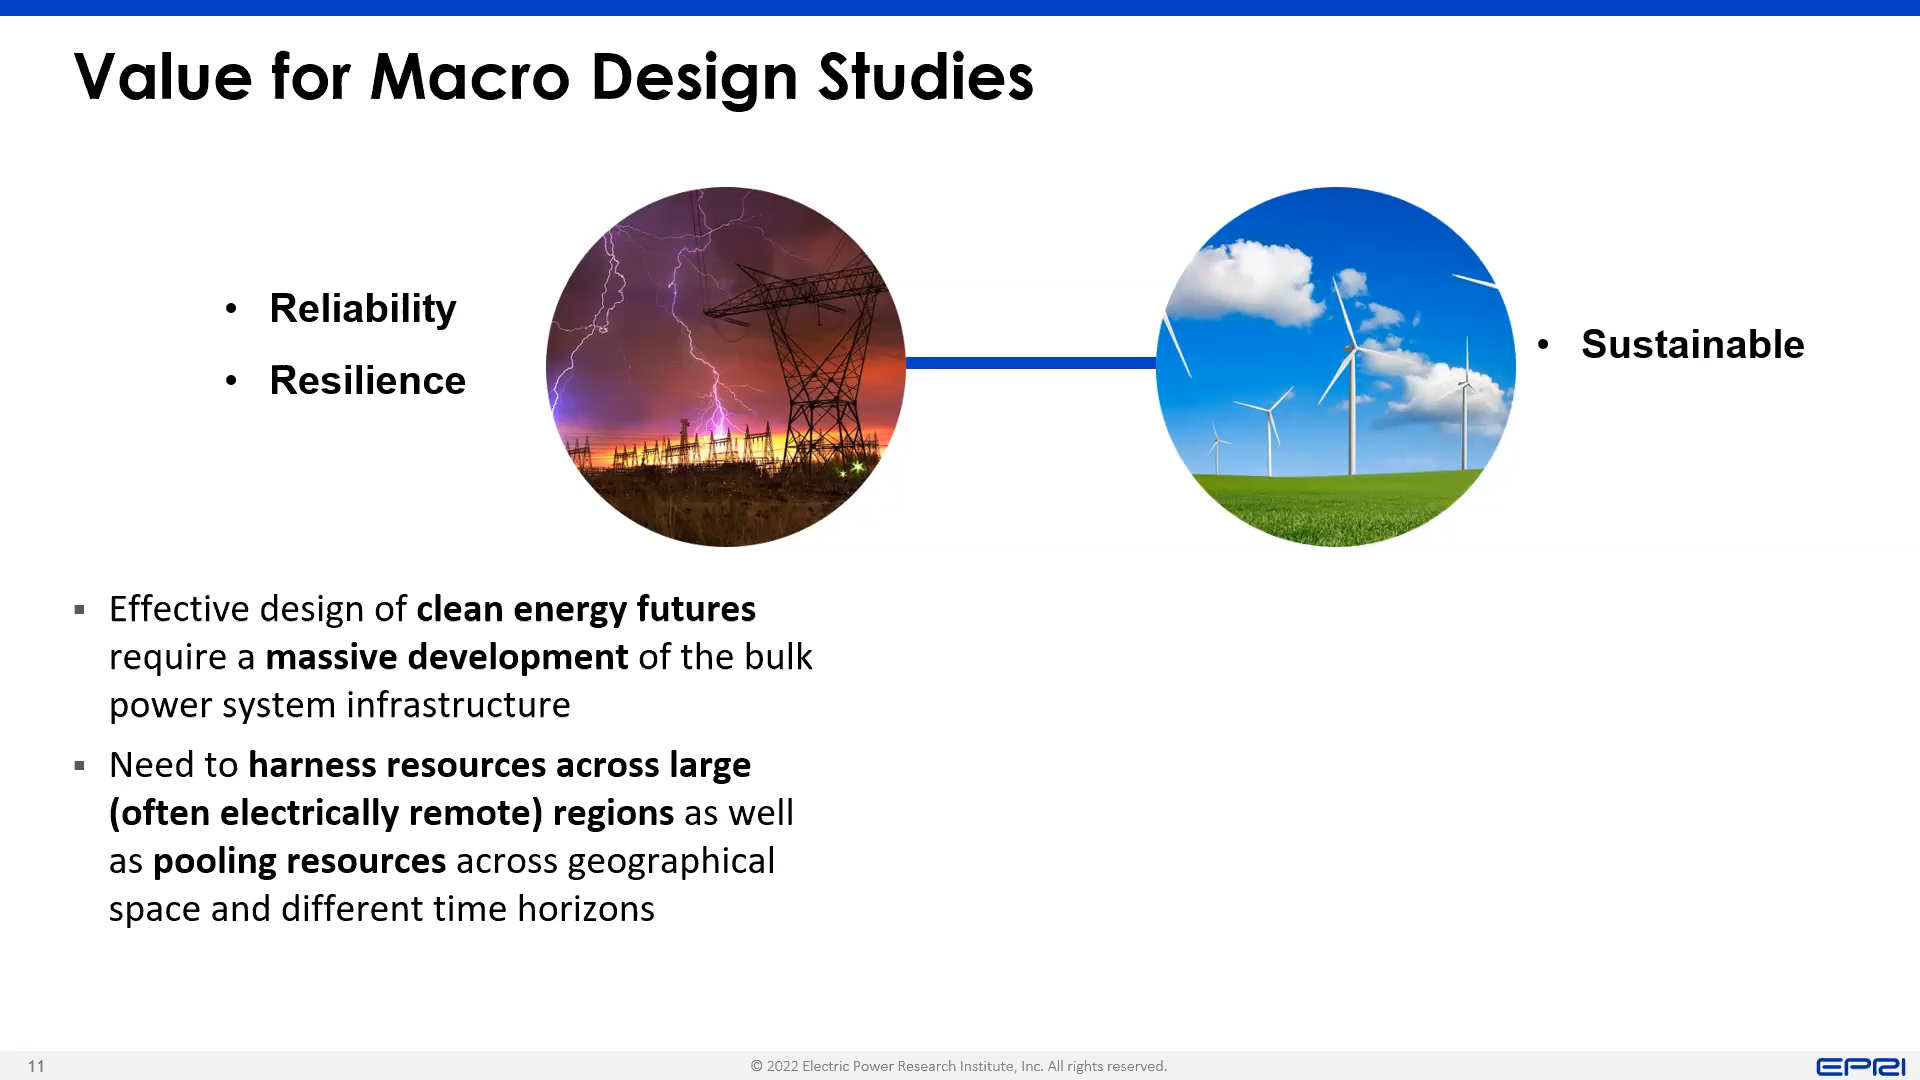 Value for Macro Design Studies
• Reliability
• Resilience
• Sustainable
▪ Effective design of clean energy futures
require a massive development of the bulk
power system infrastructure
▪ Need to harness resources across large
(often electrically remote) regions as well
as pooling resources across geographical
space and different time horizons
11
© 2022 Electric Power Research Institute, Inc. All rights reserved.
EPRI